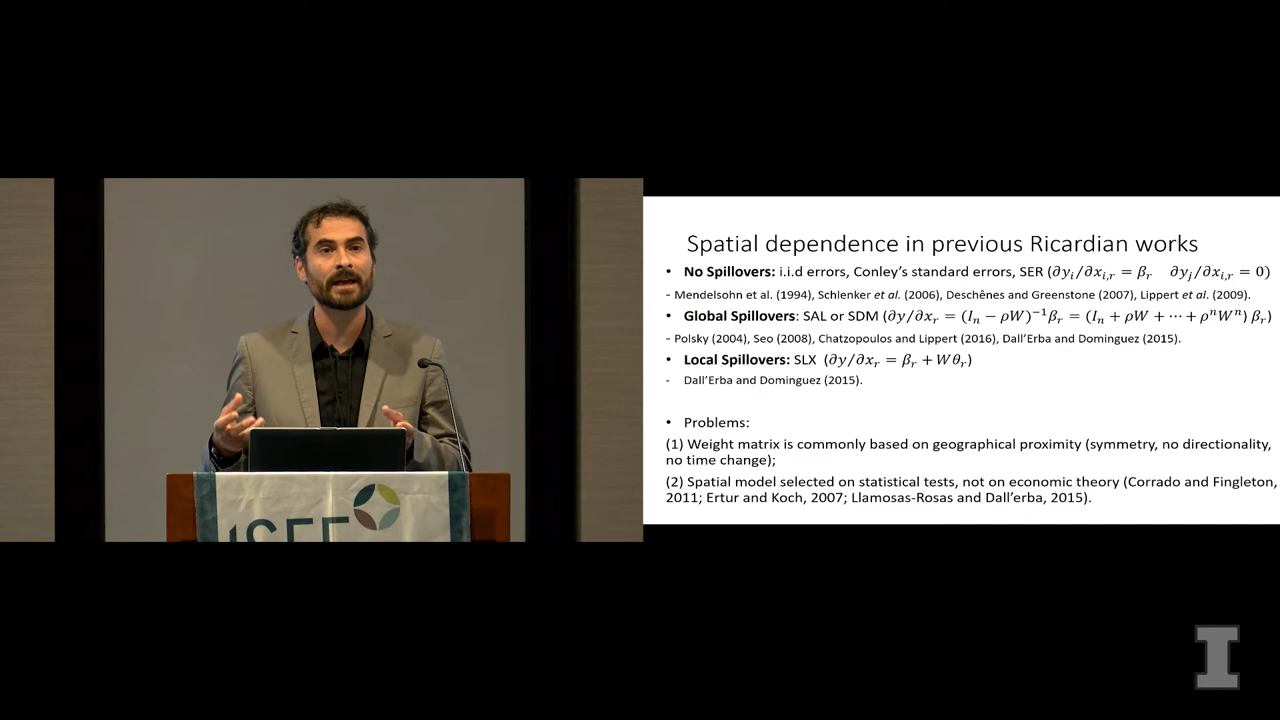 Spatial dependence in previous Ricardian works
• No Spillovers: i.i.d errors, Conley's standard errors, SER (∂yᵢ/∂xᵢ,ᵣ = βᵣ ∂yⱼ/∂xᵢ,ᵣ = 0)
- Mendelsohn et al. (1994), Schlenker et al. (2006), Deschênes and Greenstone (2007), Lippert et al. (2009).
• Global Spillovers: SAL or SDM (∂y/∂xᵣ = (Iₙ − ρW)⁻¹βᵣ = (Iₙ + ρW + ⋯ + ρⁿWⁿ) βᵣ)
- Polsky (2004), Seo (2008), Chatzopoulos and Lippert (2016), Dall'Erba and Dominguez (2015).
• Local Spillovers: SLX (∂y/∂xᵣ = βᵣ + Wθᵣ)
- Dall'Erba and Dominguez (2015).
• Problems:
(1) Weight matrix is commonly based on geographical proximity (symmetry, no directionality,
no time change);
(2) Spatial model selected on statistical tests, not on economic theory (Corrado and Fingleton,
2011; Ertur and Koch, 2007; Llamosas-Rosas and Dall'erba, 2015).
I